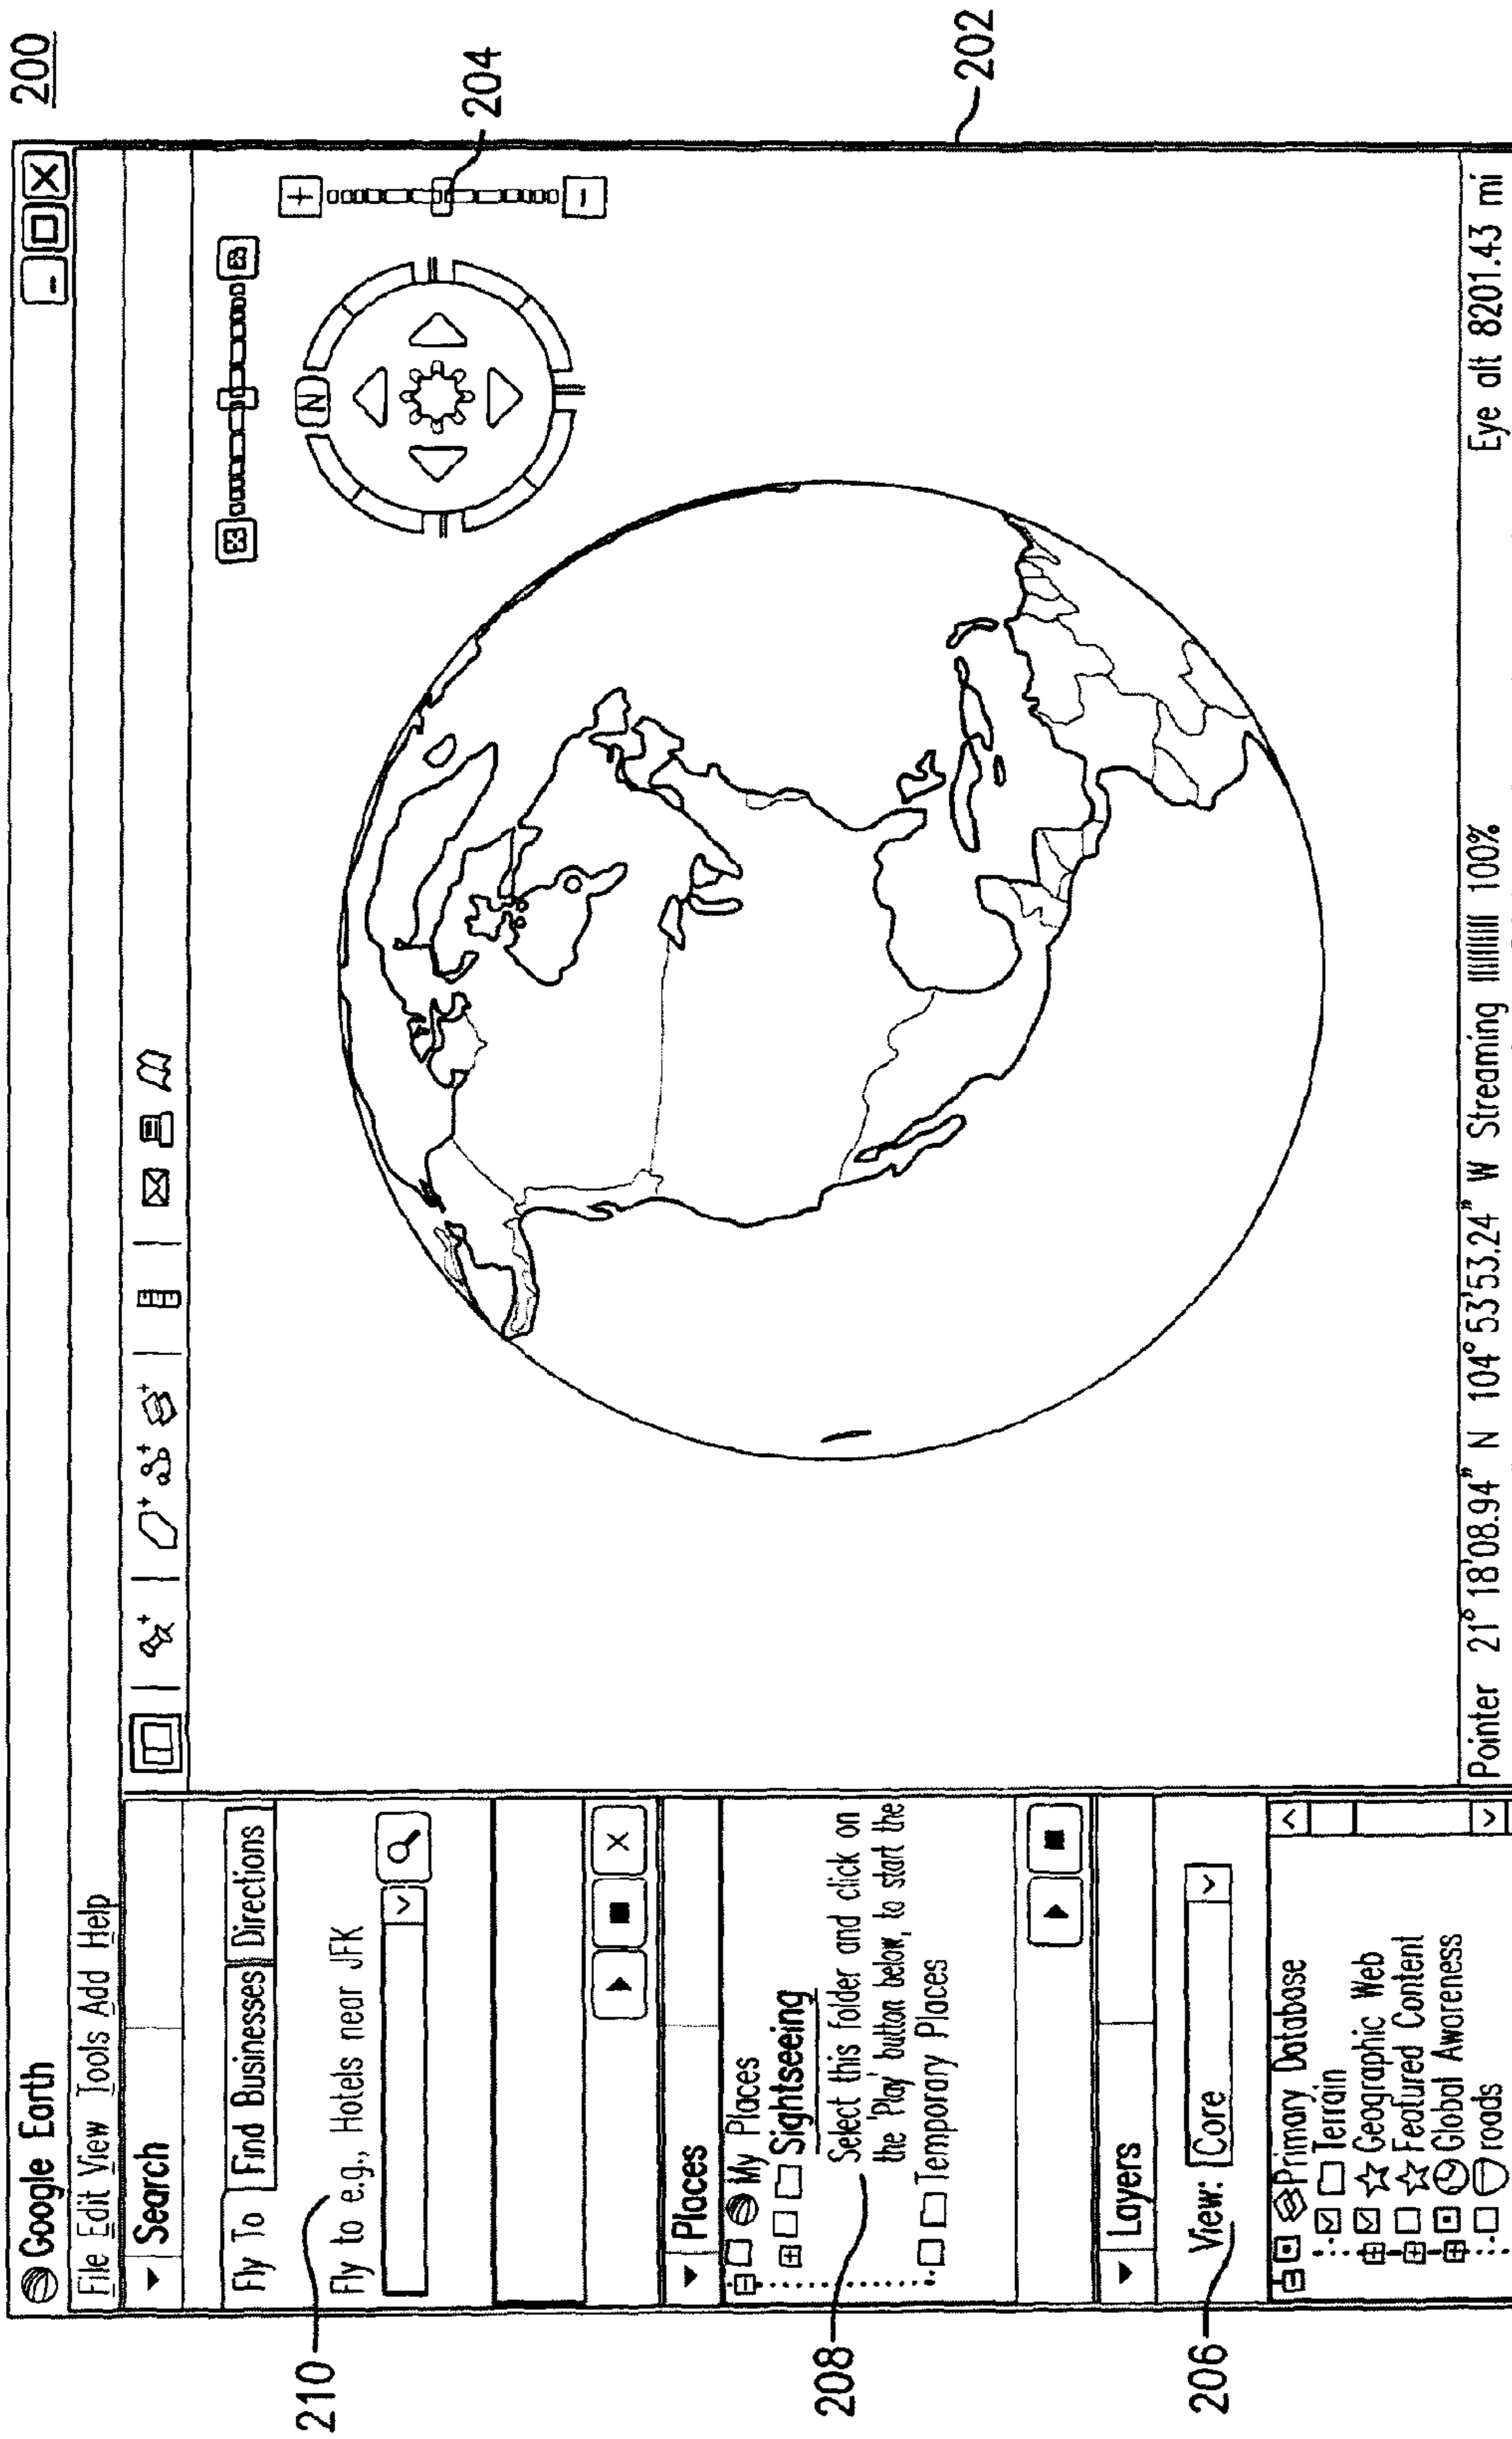 200
Google Earth
File Edit View Tools Add Help
Search
Fly To Find Businesses Directions
Fly to e.g., Hotels near JFK
210
Places
My Places
Sightseeing
Select this folder and click on
the 'Play' button below, to start the
Temporary Places
208
Layers
View: Core
206
Primary Database
Terrain
Geographic Web
Featured Content
Global Awareness
roads
N
204
202
Pointer 21° 18'08.94" N 104° 53'53.24" W Streaming ||||||||| 100% Eye alt 8201.43 mi